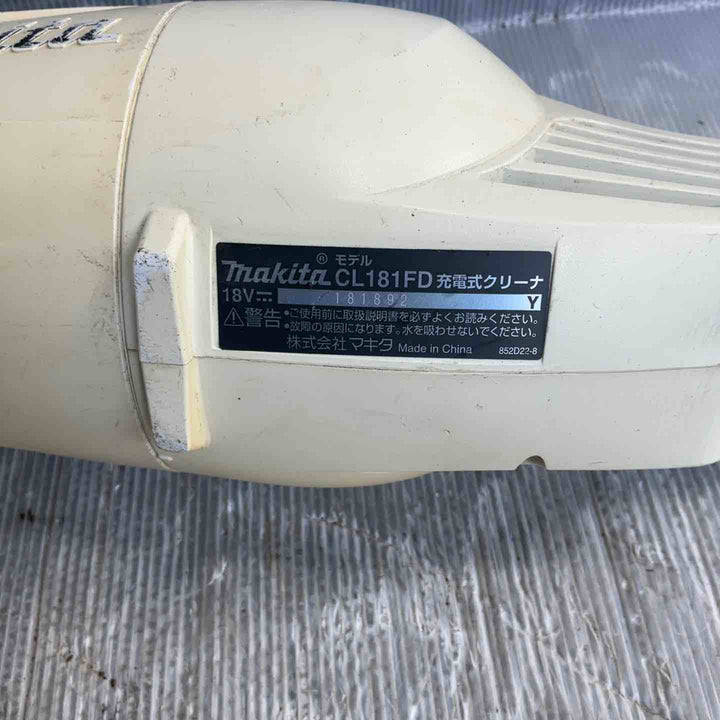 モデル
makita® CL181FD 充電式クリーナ
18V 181892 Y
⚠警告 •ご使用前に取扱説明書を必ずよくお読みください。
•故障の原因になります。水を吸わせないでください。
株式会社マキタ Made in China 852D22-8